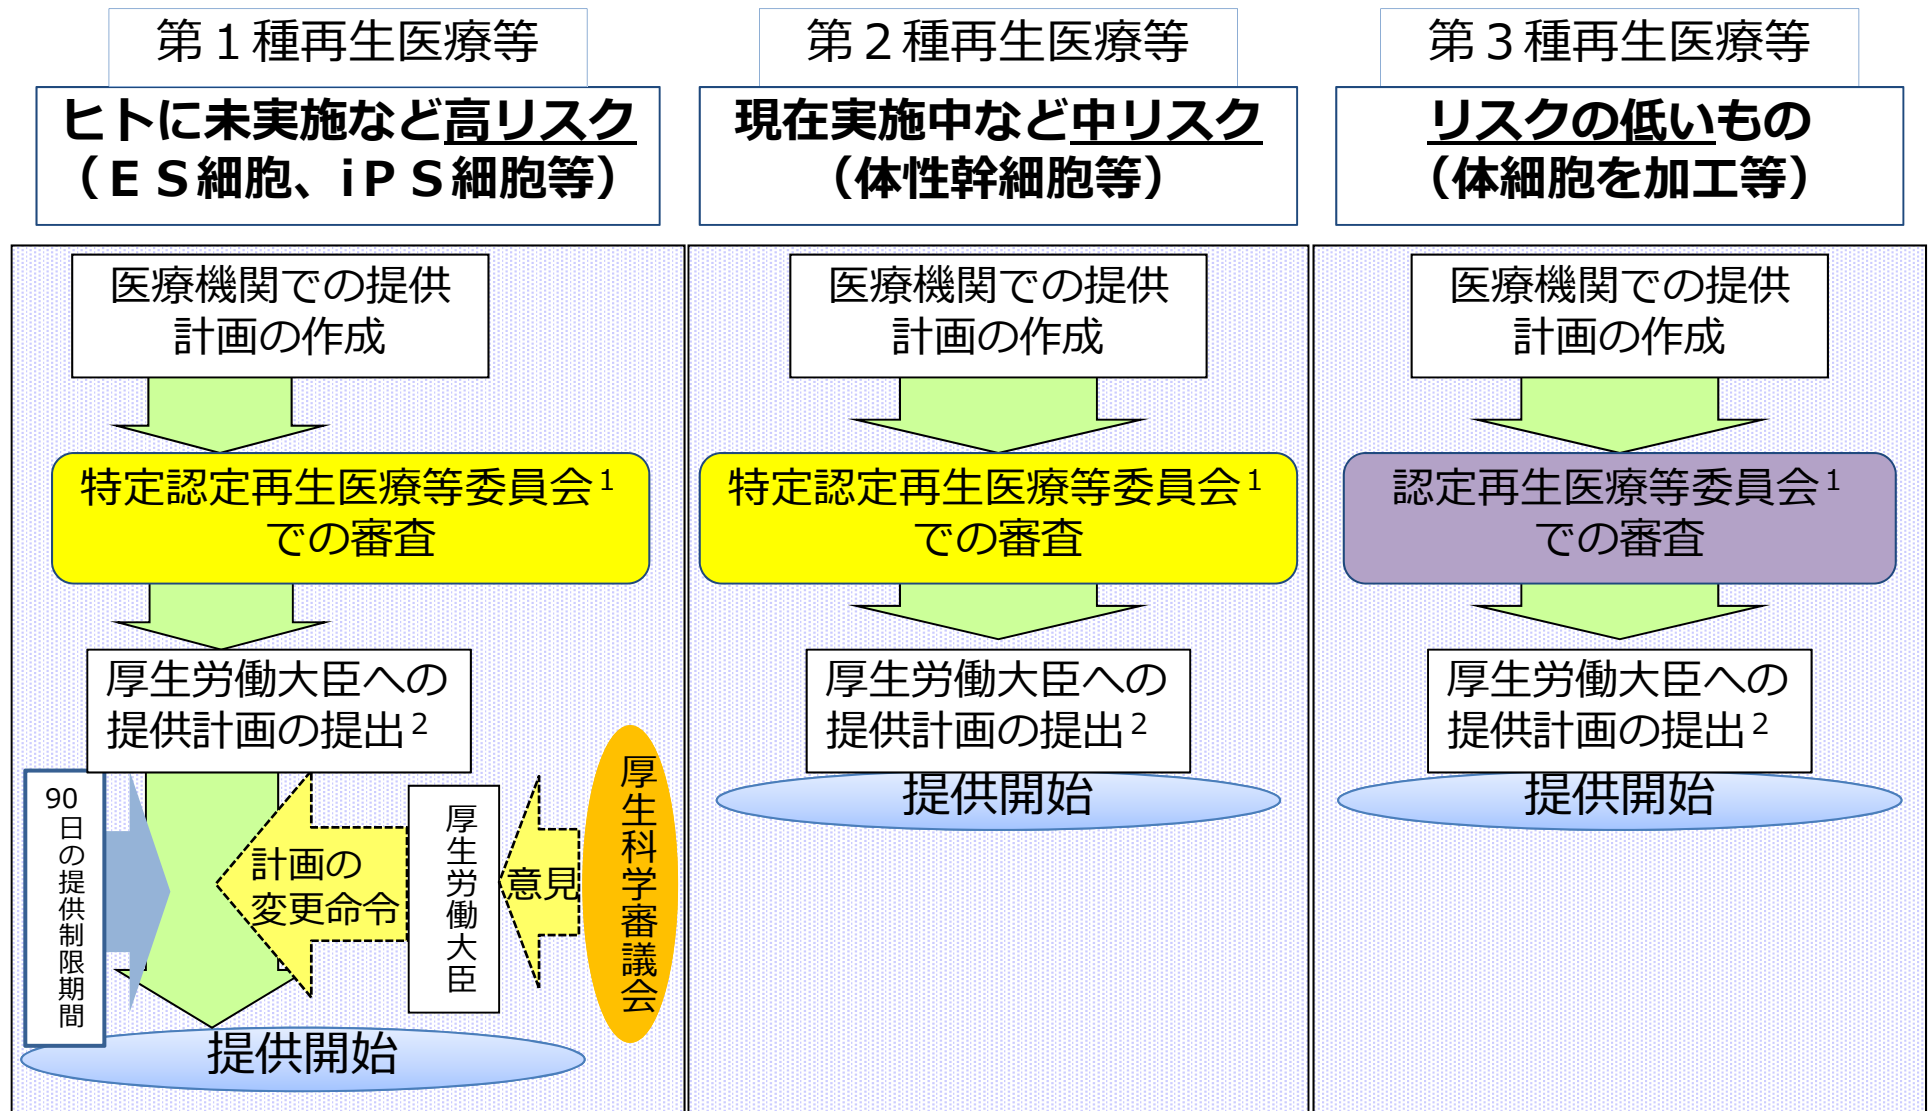 第１種再生医療等
ヒトに未実施など高リスク
（ＥＳ細胞、iＰＳ細胞等）
医療機関での提供
計画の作成
特定認定再生医療等委員会1
での審査
厚生労働大臣への
提供計画の提出2
90日の提供制限期間
計画の
変更命令
厚生労働大臣
意見
厚生科学審議会
提供開始
第２種再生医療等
現在実施中など中リスク
（体性幹細胞等）
医療機関での提供
計画の作成
特定認定再生医療等委員会1
での審査
厚生労働大臣への
提供計画の提出2
提供開始
第３種再生医療等
リスクの低いもの
（体細胞を加工等）
医療機関での提供
計画の作成
認定再生医療等委員会1
での審査
厚生労働大臣への
提供計画の提出2
提供開始